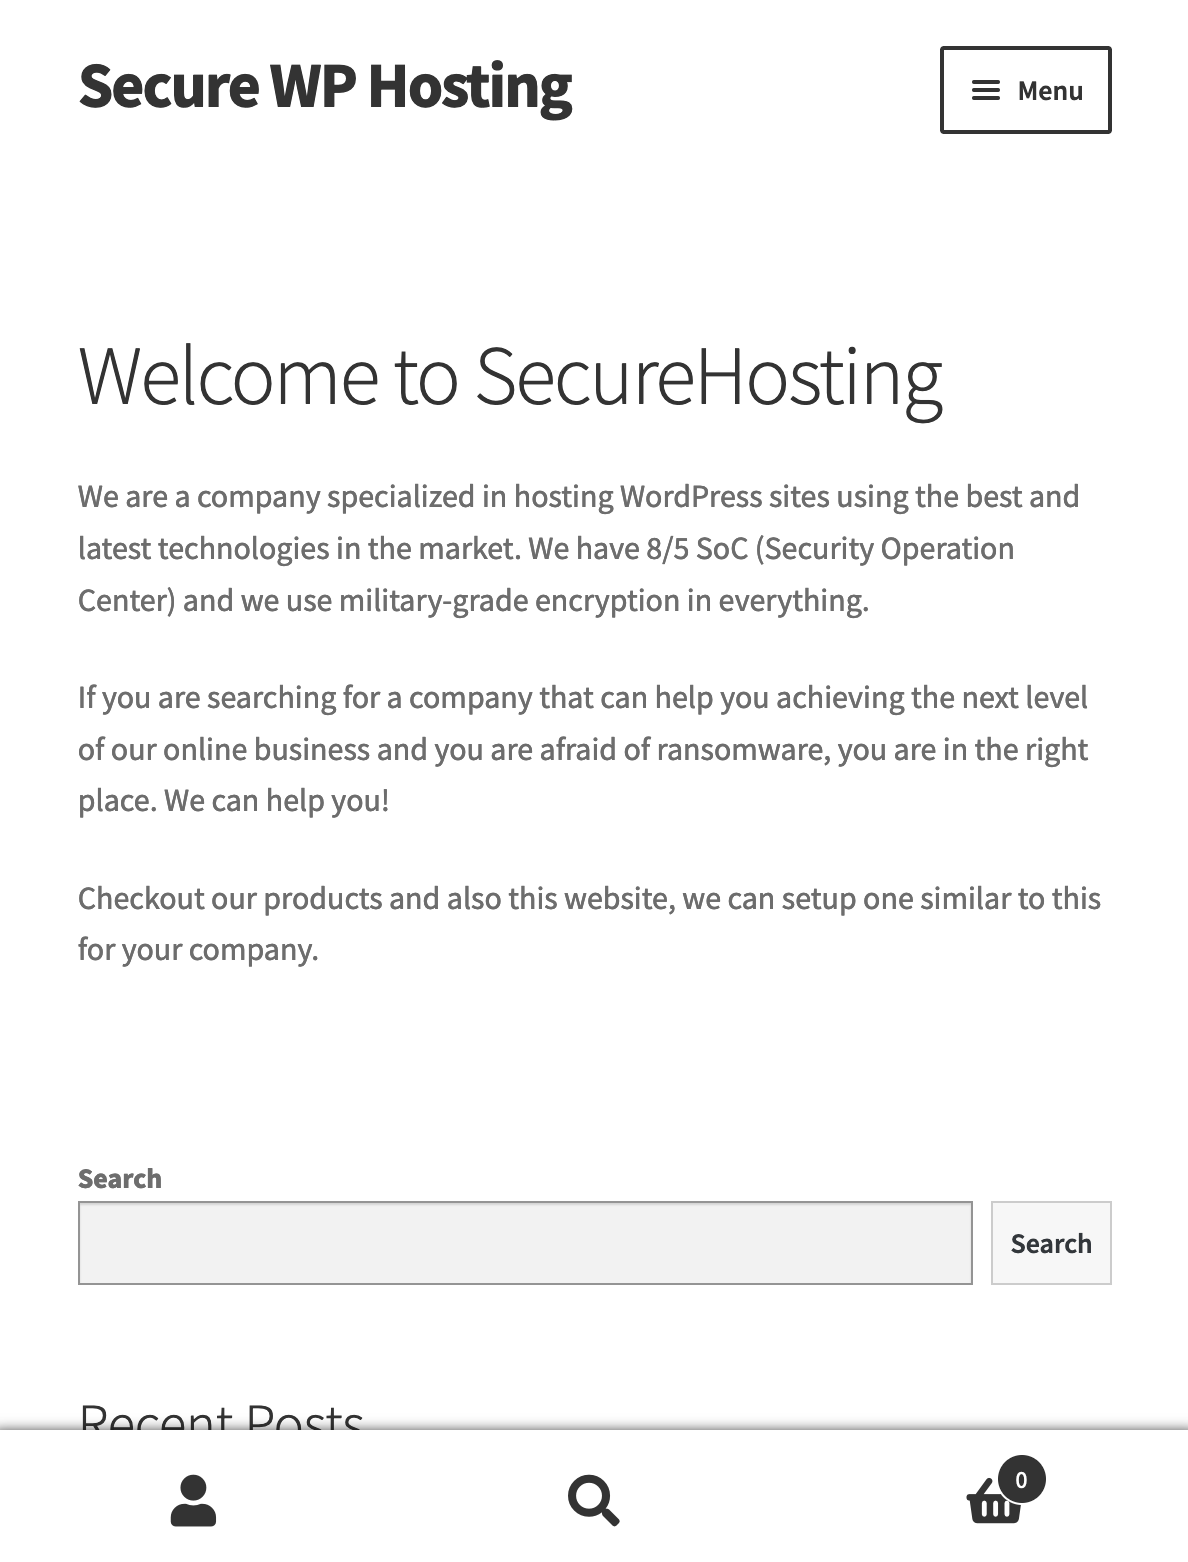 Secure WP Hosting
Menu
Welcome to SecureHosting
We are a company specialized in hosting WordPress sites using the best and
latest technologies in the market. We have 8/5 SoC (Security Operation
Center) and we use military-grade encryption in everything.
If you are searching for a company that can help you achieving the next level
of our online business and you are afraid of ransomware, you are in the right
place. We can help you!
Checkout our products and also this website, we can setup one similar to this
for your company.
Search
Search
Recent Posts
0